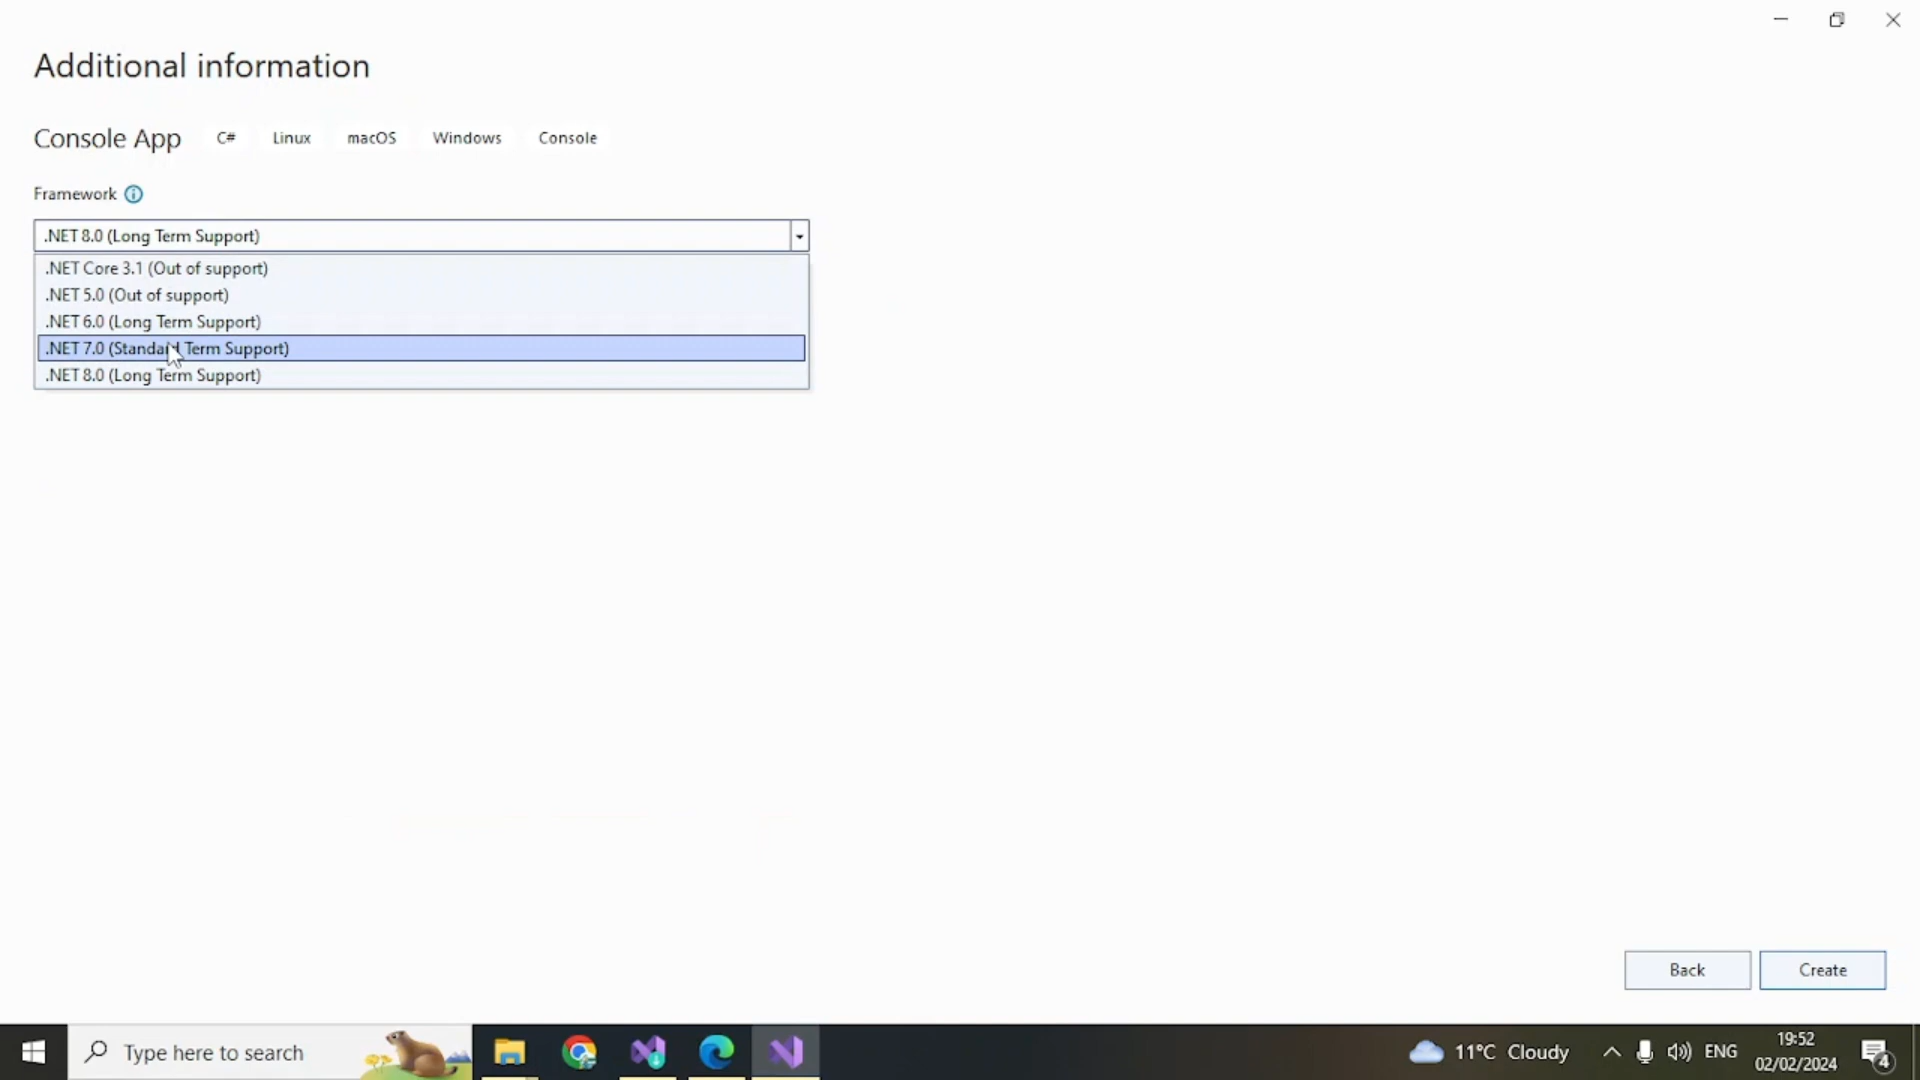 Additional information
Console App C# Linux macOS Windows Console
Framework
.NET 8.0 (Long Term Support)
.NET Core 3.1 (Out of support)
.NET 5.0 (Out of support)
.NET 6.0 (Long Term Support)
.NET 7.0 (Standard Term Support)
.NET 8.0 (Long Term Support)
Back Create
Type here to search
11°C Cloudy
ENG
19:52
02/02/2024
4